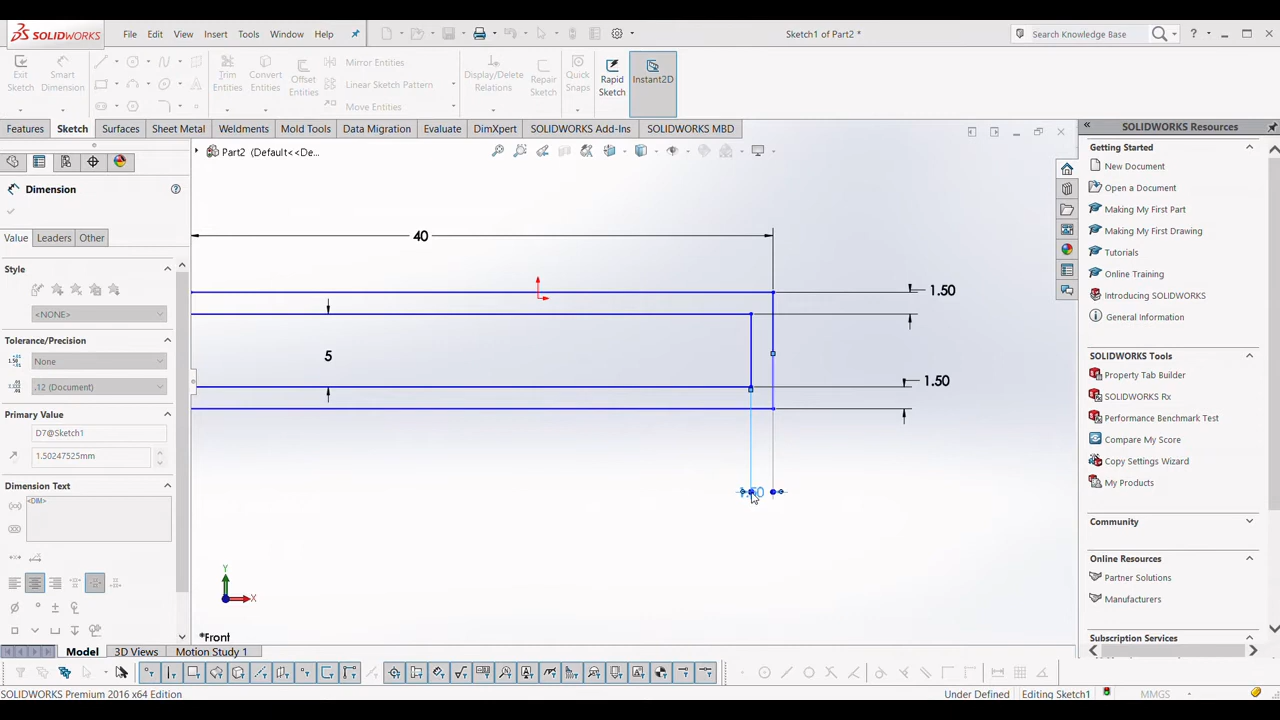 SOLIDWORKS
File Edit View Insert Tools Window Help
Sketch1 of Part2 *
Search Knowledge Base
Exit Sketch
Smart Dimension
Trim Entities
Convert Entities
Offset Entities
Mirror Entities
Linear Sketch Pattern
Move Entities
Display/Delete Relations
Repair Sketch
Quick Snaps
Rapid Sketch
Instant2D
Features Sketch Surfaces Sheet Metal Weldments Mold Tools Data Migration Evaluate DimXpert SOLIDWORKS Add-Ins SOLIDWORKS MBD
Part2 (Default<<De...
Dimension
Value Leaders Other
Style
<NONE>
Tolerance/Precision
None
.12 (Document)
Primary Value
D7@Sketch1
1.50247525mm
Dimension Text
<DIM>
40
1.50
5
1.50
Y
X
*Front
SOLIDWORKS Resources
Getting Started
New Document
Open a Document
Making My First Part
Making My First Drawing
Tutorials
Online Training
Introducing SOLIDWORKS
General Information
SOLIDWORKS Tools
Property Tab Builder
SOLIDWORKS Rx
Performance Benchmark Test
Compare My Score
Copy Settings Wizard
My Products
Community
Online Resources
Partner Solutions
Manufacturers
Subscription Services
Model 3D Views Motion Study 1
SOLIDWORKS Premium 2016 x64 Edition
Under Defined Editing Sketch1 MMGS